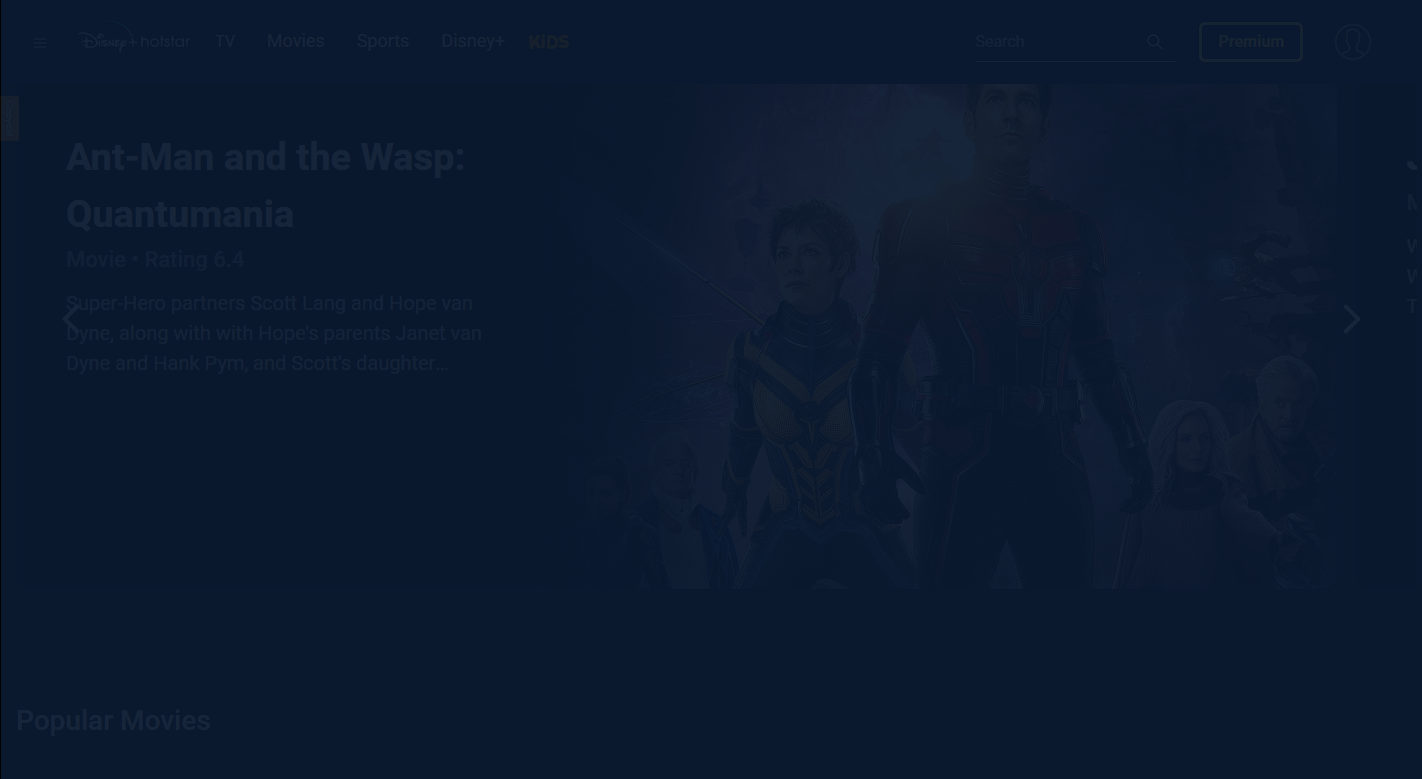 Disney+ hotstar TV Movies Sports Disney+ KiDS Search Premium
Ant-Man and the Wasp:
Quantumania
Movie • Rating 6.4
Super-Hero partners Scott Lang and Hope van
Dyne, along with with Hope's parents Janet van
Dyne and Hank Pym, and Scott's daughter...
Popular Movies